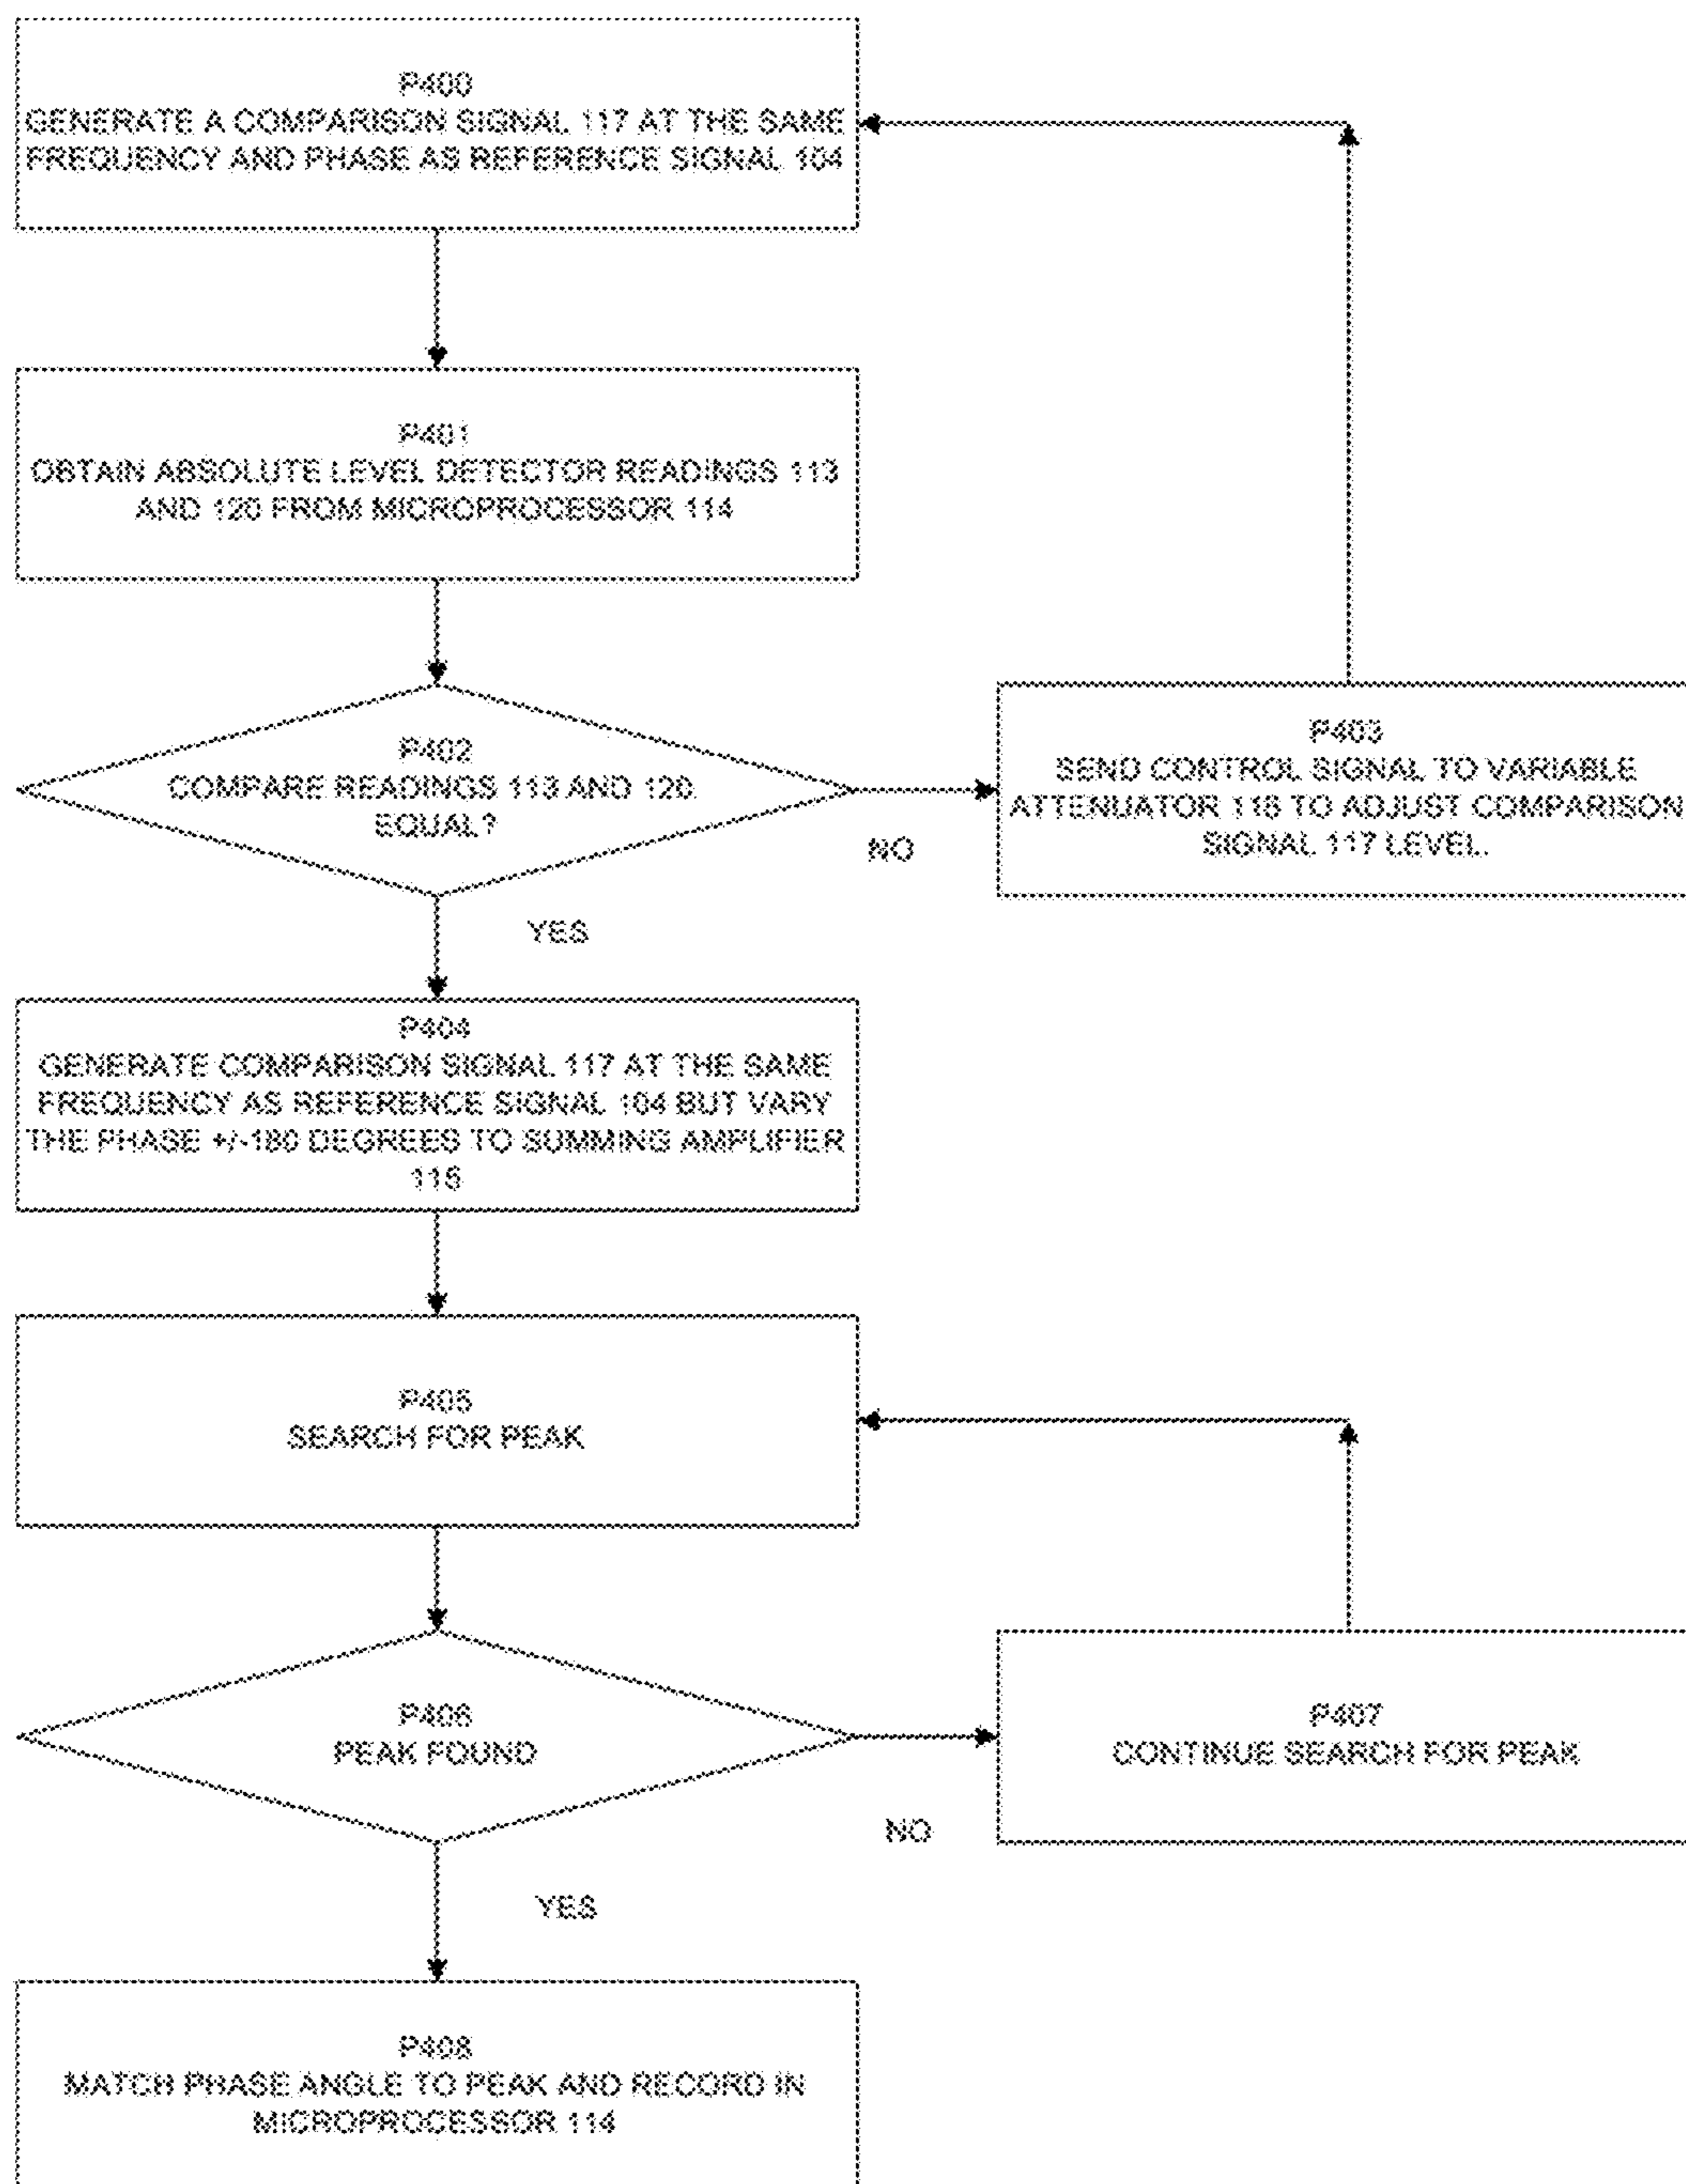 P400
GENERATE A COMPARISON SIGNAL 117 AT THE SAME
FREQUENCY AND PHASE AS REFERENCE SIGNAL 104
P401
OBTAIN ABSOLUTE LEVEL DETECTOR READINGS 113
AND 120 FROM MICROPROCESSOR 114
P402
COMPARE READINGS 113 AND 120.
EQUAL?
NO
P403
SEND CONTROL SIGNAL TO VARIABLE
ATTENUATOR 116 TO ADJUST COMPARISON
SIGNAL 117 LEVEL.
YES
P404
GENERATE COMPARISON SIGNAL 117 AT THE SAME
FREQUENCY AS REFERENCE SIGNAL 104 BUT VARY
THE PHASE +/-180 DEGREES TO SUMMING AMPLIFIER
115
P405
SEARCH FOR PEAK
P406
PEAK FOUND
NO
P407
CONTINUE SEARCH FOR PEAK
YES
P408
MATCH PHASE ANGLE TO PEAK AND RECORD IN
MICROPROCESSOR 114